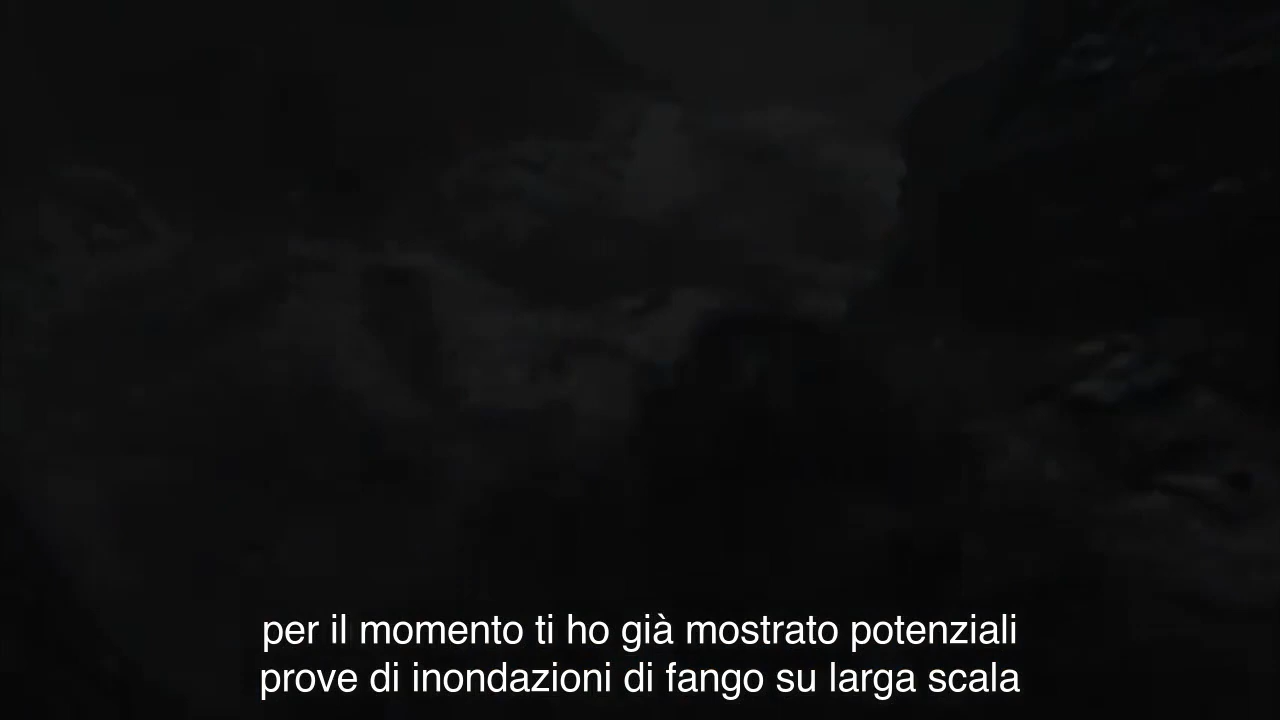 per il momento ti ho già mostrato potenziali
prove di inondazioni di fango su larga scala